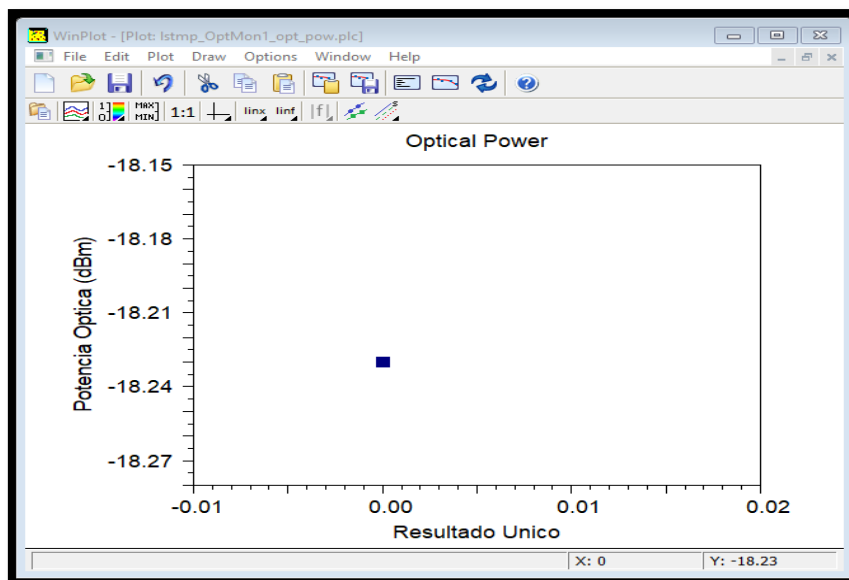 WinPlot - [Plot: lstmp_OptMon1_opt_pow.plc]
File Edit Plot Draw Options Window Help
1 0 MAX MIN 1:1 linx linf |f|
Optical Power
-18.15
-18.18
-18.21
-18.24
-18.27
Potencia Optica (dBm)
-0.01 0.00 0.01 0.02
Resultado Unico
X: 0 Y: -18.23